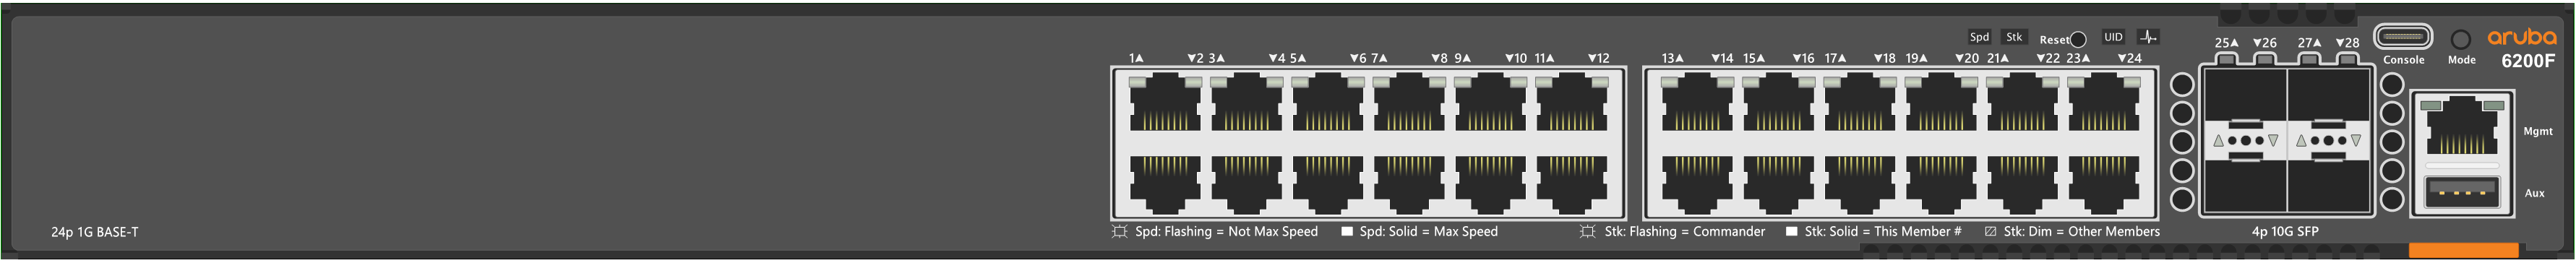 Spd Stk Reset UID
aruba
6200F
1▲ ▼2 3▲ ▼4 5▲ ▼6 7▲ ▼8 9▲ ▼10 11▲ ▼12
13▲ ▼14 15▲ ▼16 17▲ ▼18 19▲ ▼20 21▲ ▼22 23▲ ▼24
25▲ ▼26 27▲ ▼28
Console
Mode
Mgmt
Aux
24p 1G BASE-T
Spd: Flashing = Not Max Speed
Spd: Solid = Max Speed
Stk: Flashing = Commander
Stk: Solid = This Member #
Stk: Dim = Other Members
4p 10G SFP